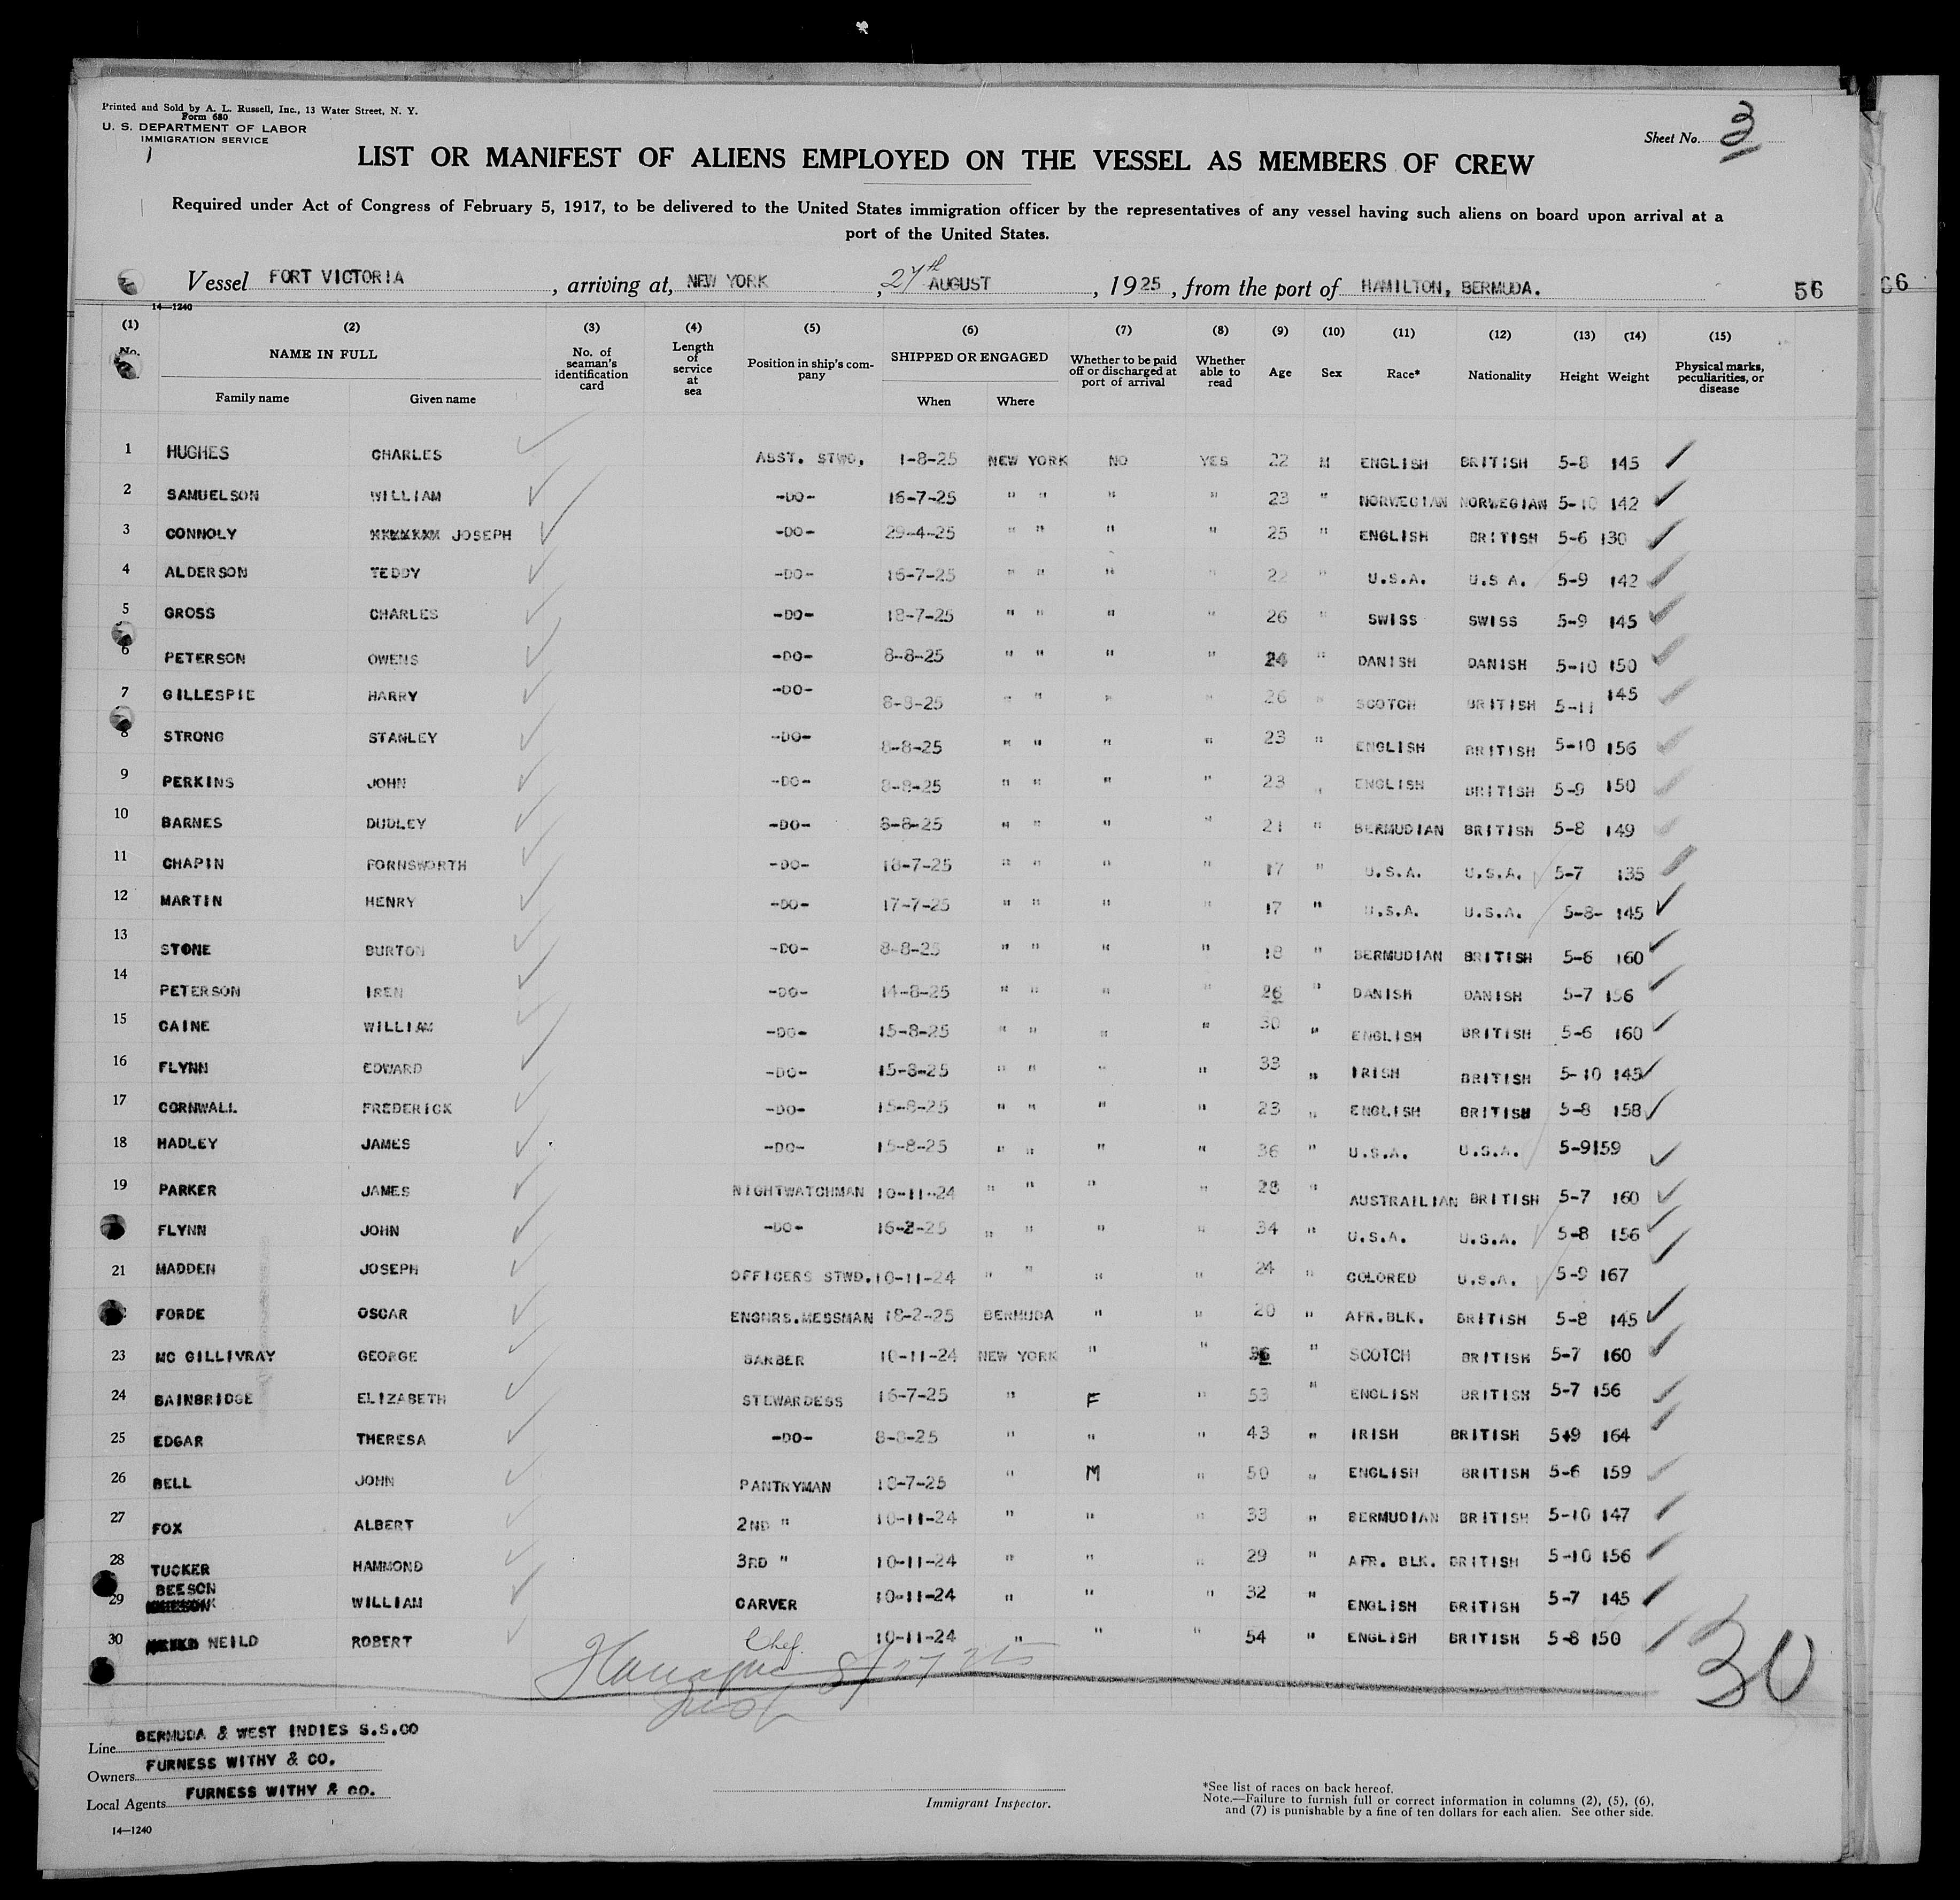 Printed and Sold by A. L. Russell, Inc., 13 Water Street, N. Y.
Form 680
U. S. DEPARTMENT OF LABOR
IMMIGRATION SERVICE
Sheet No. 3
LIST OR MANIFEST OF ALIENS EMPLOYED ON THE VESSEL AS MEMBERS OF CREW
Required under Act of Congress of February 5, 1917, to be delivered to the United States immigration officer by the representatives of any vessel having such aliens on board upon arrival at a
port of the United States.
Vessel FORT VICTORIA, arriving at, NEW YORK, 27th AUGUST, 1925, from the port of HAMILTON, BERMUDA. 56
66
14—1240
(1) (2) (3) (4) (5) (6) (7) (8) (9) (10) (11) (12) (13) (14) (15)
No. NAME IN FULL Family name Given name No. of seaman's identification card Length of service at sea Position in ship's company SHIPPED OR ENGAGED When Where Whether to be paid off or discharged at port of arrival Whether able to read Age Sex Race* Nationality Height Weight Physical marks, peculiarities, or disease
1 HUGHES CHARLES ASST. STWD, 1-8-25 NEW YORK NO YES 22 M ENGLISH BRITISH 5-8 145
2 SAMUELSON WILLIAM -DO- 16-7-25 " " " " 23 " NORWEGIAN NORWEGIAN 5-10 142
3 CONNOLY JOSEPH -DO- 29-4-25 " " " " 25 " ENGLISH BRITISH 5-6 130
4 ALDERSON TEDDY -DO- 16-7-25 " " " " 22 " U.S.A. U.S A. 5-9 142
5 GROSS CHARLES -DO- 18-7-25 " " " " 26 " SWISS SWISS 5-9 145
6 PETERSON OWENS -DO- 8-8-25 " " " " 24 " DANISH DANISH 5-10 150
7 GILLESPIE HARRY -DO- 8-8-25 " " " " 26 " SCOTCH BRITISH 5-11 145
8 STRONG STANLEY -DO- 8-8-25 " " " " 23 " ENGLISH BRITISH 5-10 156
9 PERKINS JOHN -DO- 8-8-25 " " " " 23 " ENGLISH BRITISH 5-9 150
10 BARNES DUDLEY -DO- 8-8-25 " " " " 21 " BERMUDIAN BRITISH 5-8 149
11 CHAPIN FORNSWORTH -DO- 18-7-25 " " " " 17 " U.S.A. U.S.A. 5-7 135
12 MARTIN HENRY -DO- 17-7-25 " " " " 17 " U.S.A. U.S.A. 5-8- 145
13 STONE BURTON -DO- 8-8-25 " " " " 18 " BERMUDIAN BRITISH 5-6 160
14 PETERSON IREN -DO- 14-8-25 " " " " 26 " DANISH DANISH 5-7 156
15 CAINE WILLIAM -DO- 15-8-25 " " " " 30 " ENGLISH BRITISH 5-6 160
16 FLYNN EDWARD -DO- 15-8-25 " " " " 33 " IRISH BRITISH 5-10 145
17 CORNWALL FREDERICK -DO- 15-8-25 " " " " 23 " ENGLISH BRITISH 5-8 158
18 HADLEY JAMES -DO- 15-8-25 " " " " 36 " U.S.A. U.S.A. 5-9 159
19 PARKER JAMES NIGHTWATCHMAN 10-11-24 " " " " 28 " AUSTRAILIAN BRITISH 5-7 160
FLYNN JOHN -DO- 16-2-25 " " " " 34 " U.S.A. U.S.A. 5-8 156
21 MADDEN JOSEPH OFFICERS STWD. 10-11-24 " " " " 24 " COLORED U.S.A. 5-9 167
FORDE OSCAR ENGNRS.MESSMAN 18-2-25 BERMUDA " " 20 " AFR.BLK. BRITISH 5-8 145
23 MC GILLIVRAY GEORGE BARBER 10-11-24 NEW YORK " " " SCOTCH BRITISH 5-7 160
24 BAINBRIDGE ELIZABETH STEWARDESS 16-7-25 " F " 53 " ENGLISH BRITISH 5-7 156
25 EDGAR THERESA -DO- 8-8-25 " " " 43 " IRISH BRITISH 5-9 164
26 BELL JOHN PANTRYMAN 18-7-25 " M " 50 " ENGLISH BRITISH 5-6 159
27 FOX ALBERT 2ND " 10-11-24 " " " 33 " BERMUDIAN BRITISH 5-10 147
28 TUCKER HAMMOND 3RD " 10-11-24 " " " 29 " AFR. BLK. BRITISH 5-10 156
29 BEESON WILLIAM CARVER 10-11-24 " " " 32 " ENGLISH BRITISH 5-7 145
30 NEILD ROBERT Chef. 10-11-24 " " " 54 " ENGLISH BRITISH 5-8 150
8/27
30
Line BERMUDA & WEST INDIES S.S.CO
Owners FURNESS WITHY & CO.
Local Agents FURNESS WITHY & CO.
14—1240
Immigrant Inspector.
*See list of races on back hereof.
Note.—Failure to furnish full or correct information in columns (2), (5), (6),
and (7) is punishable by a fine of ten dollars for each alien. See other side.